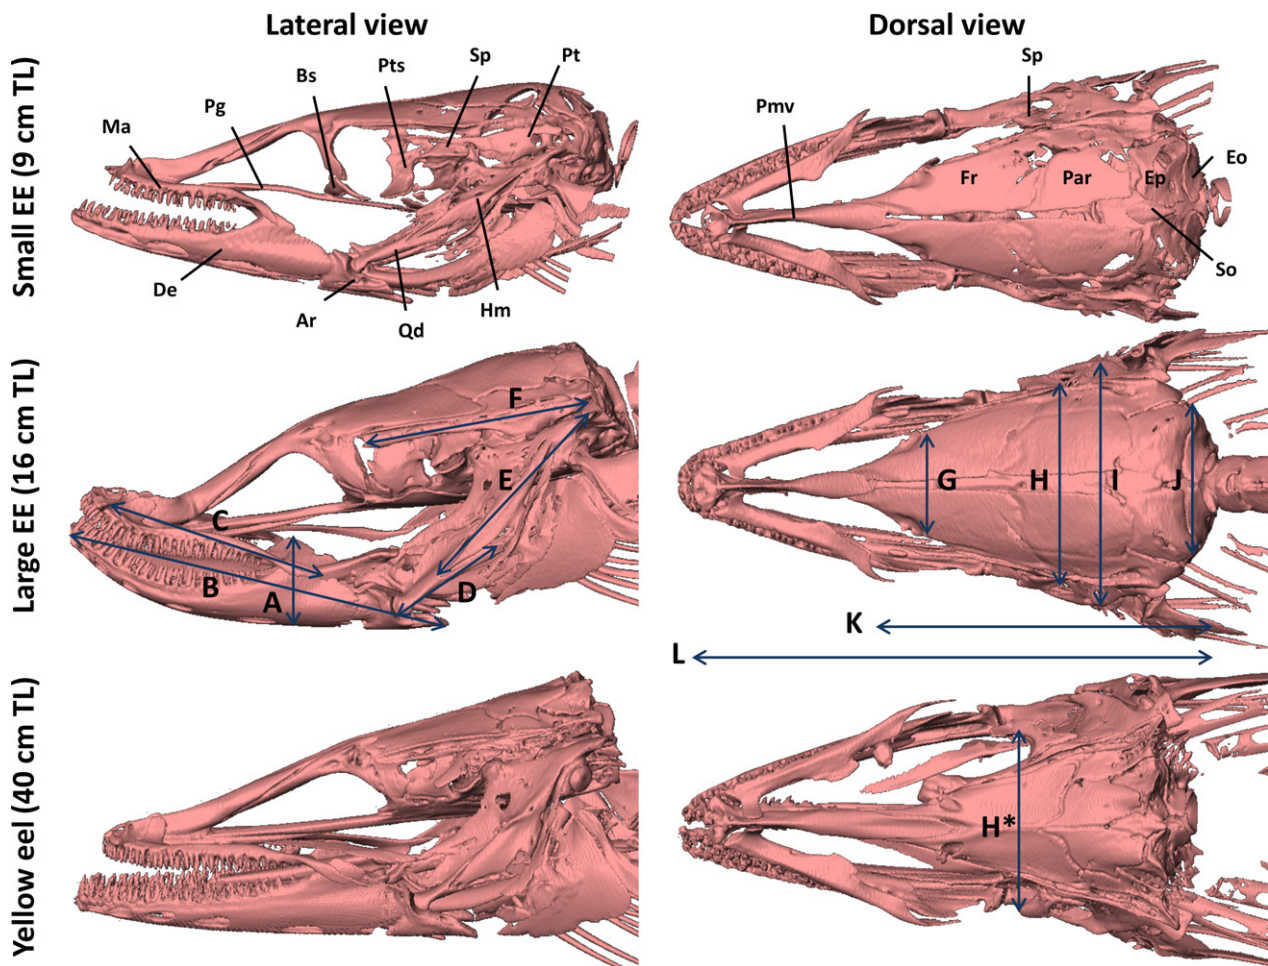 Lateral view
Dorsal view
Small EE (9 cm TL)
Ma
Pg
Bs
Pts
Sp
Pt
De
Ar
Qd
Hm
Pmv
Sp
Fr
Par
Ep
Eo
So
Large EE (16 cm TL)
F
E
C
B
A
D
G
H
I
J
K
L
Yellow eel (40 cm TL)
H*